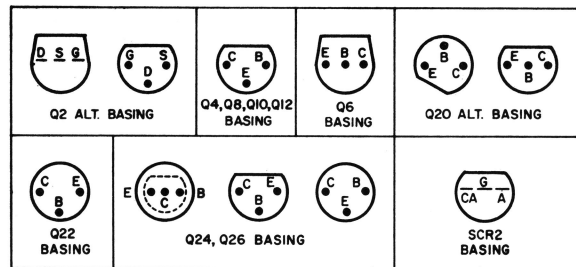 D S G
G S
D
Q2 ALT. BASING
C B
E
Q4,Q8,Q10,Q12
BASING
E B C
Q6
BASING
B
E C
E C
B
Q20 ALT. BASING
C E
B
Q22
BASING
E C B
C E
B
C B
E
Q24, Q26 BASING
G
CA A
SCR2
BASING